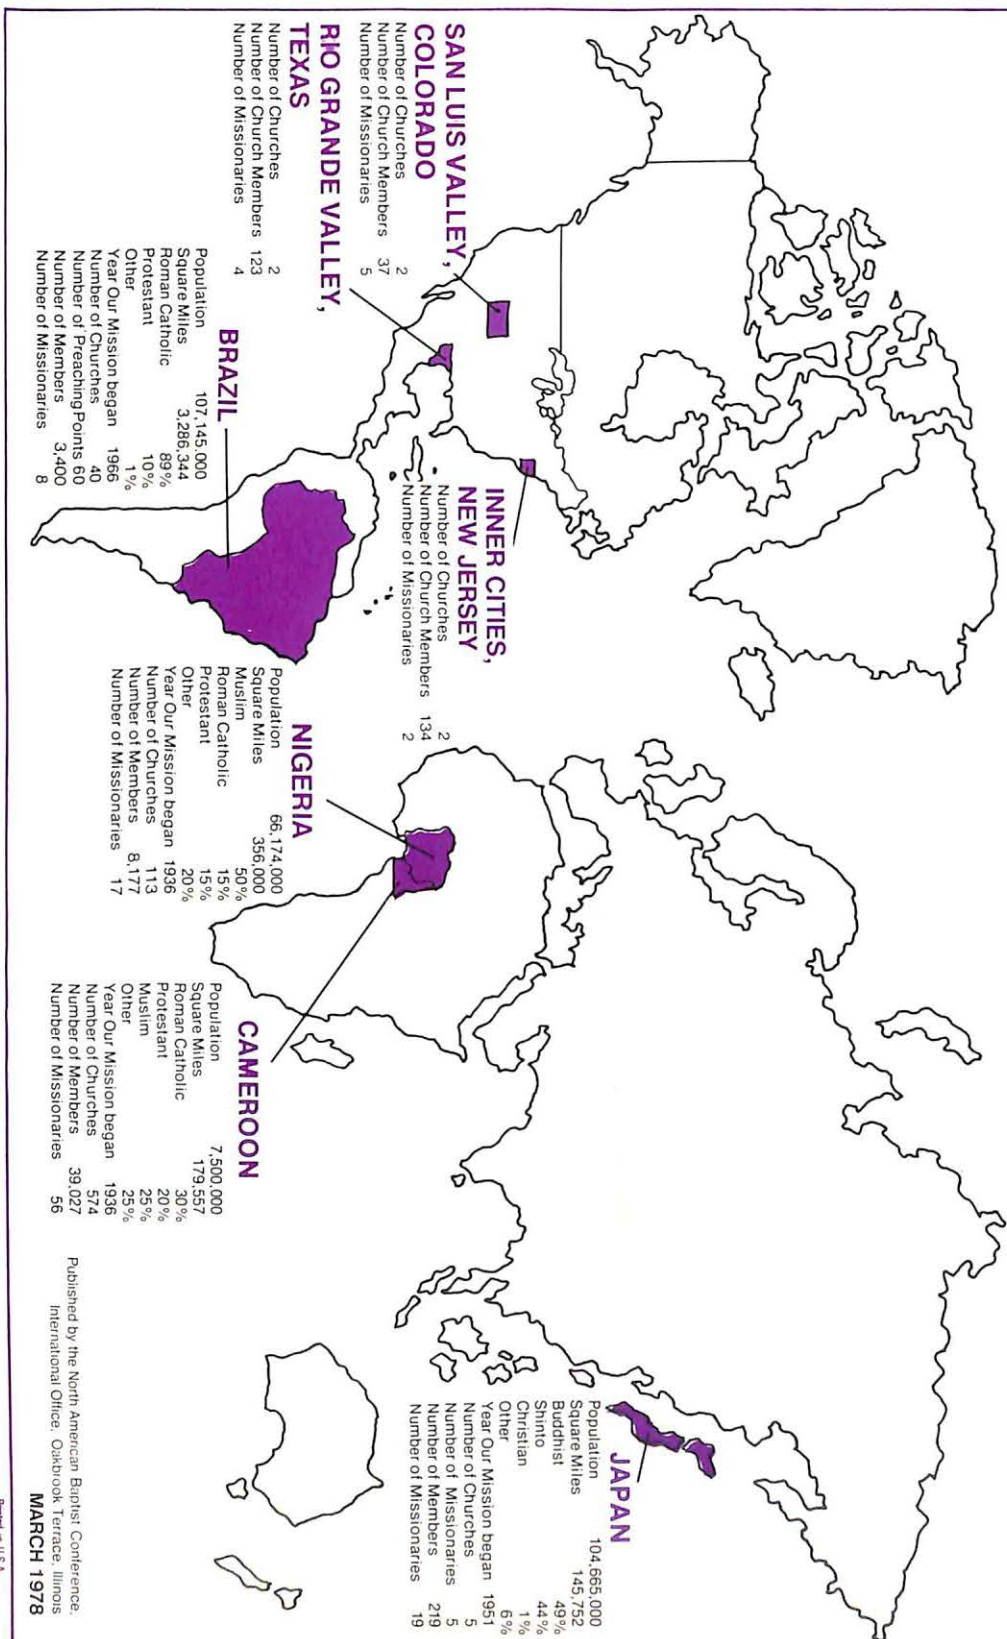 SAN LUIS VALLEY,
COLORADO
Number of Churches 2
Number of Church Members 37
Number of Missionaries 5
RIO GRANDE VALLEY,
TEXAS
Number of Churches 2
Number of Church Members 123
Number of Missionaries 4
INNER CITIES,
NEW JERSEY
Number of Churches 2
Number of Church Members 134
Number of Missionaries 2
BRAZIL
Population 107,145,000
Square Miles 3,286,344
Roman Catholic 89%
Protestant 10%
Other 1%
Year Our Mission began 1966
Number of Churches 40
Number of Preaching Points 60
Number of Members 3,400
Number of Missionaries 8
NIGERIA
Population 66,174,000
Square Miles 356,000
Muslim 50%
Roman Catholic 15%
Protestant 15%
Other 20%
Year Our Mission began 1936
Number of Churches 113
Number of Members 8,177
Number of Missionaries 17
CAMEROON
Population 7,500,000
Square Miles 179,557
Roman Catholic 30%
Protestant 20%
Muslim 25%
Other 25%
Year Our Mission began 1936
Number of Churches 574
Number of Members 39,027
Number of Missionaries 56
JAPAN
Population 104,665,000
Square Miles 145,752
Buddhist 49%
Shinto 44%
Christian 1%
Other 6%
Year Our Mission began 1951
Number of Churches 5
Number of Missionaries 5
Number of Members 219
Number of Missionaries 19
Published by the North American Baptist Conference,
International Office, Oakbrook Terrace, Illinois
MARCH 1978
Printed in U.S.A.